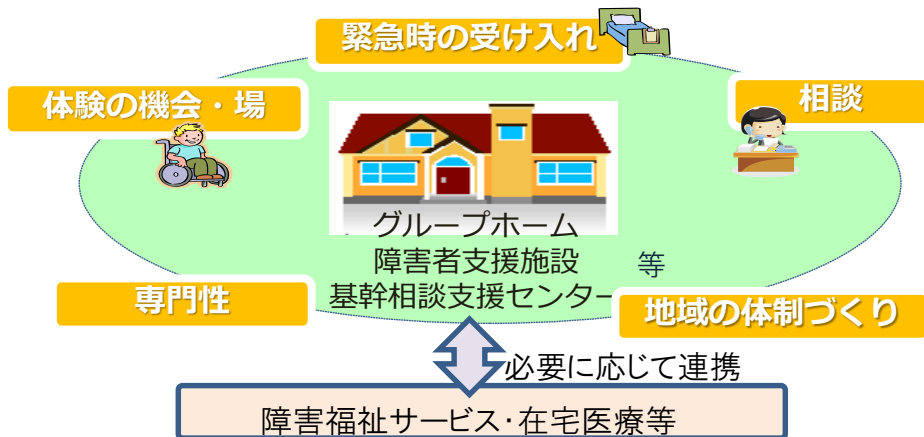 緊急時の受け入れ
体験の機会・場
相談
グループホーム
障害者支援施設 等
基幹相談支援センター
専門性
地域の体制づくり
必要に応じて連携
障害福祉サービス･在宅医療等